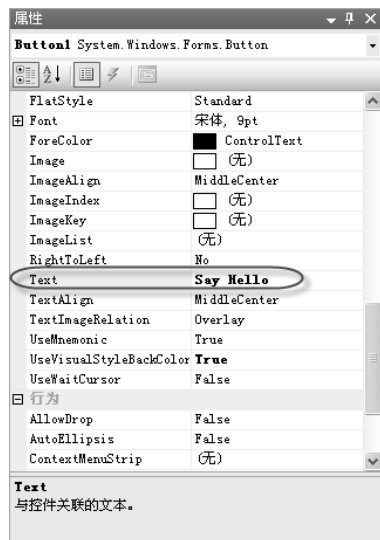 属性
Button1 System.Windows.Forms.Button
FlatStyle Standard
Font 宋体, 9pt
ForeColor ControlText
Image (无)
ImageAlign MiddleCenter
ImageIndex (无)
ImageKey (无)
ImageList (无)
RightToLeft No
Text Say Hello
TextAlign MiddleCenter
TextImageRelation Overlay
UseMnemonic True
UseVisualStyleBackColor True
UseWaitCursor False
行为
AllowDrop False
AutoEllipsis False
ContextMenuStrip (无)
Text
与控件关联的文本。